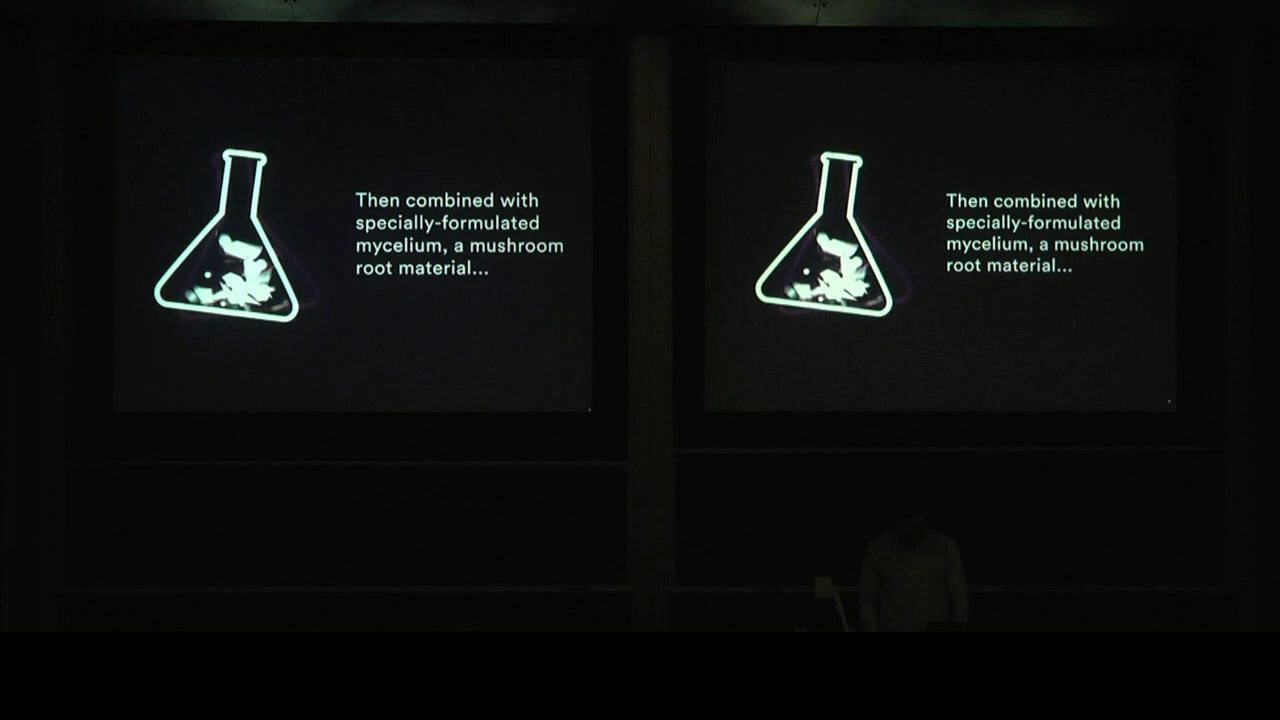 Then combined with
specially-formulated
mycelium, a mushroom
root material...
Then combined with
specially-formulated
mycelium, a mushroom
root material...